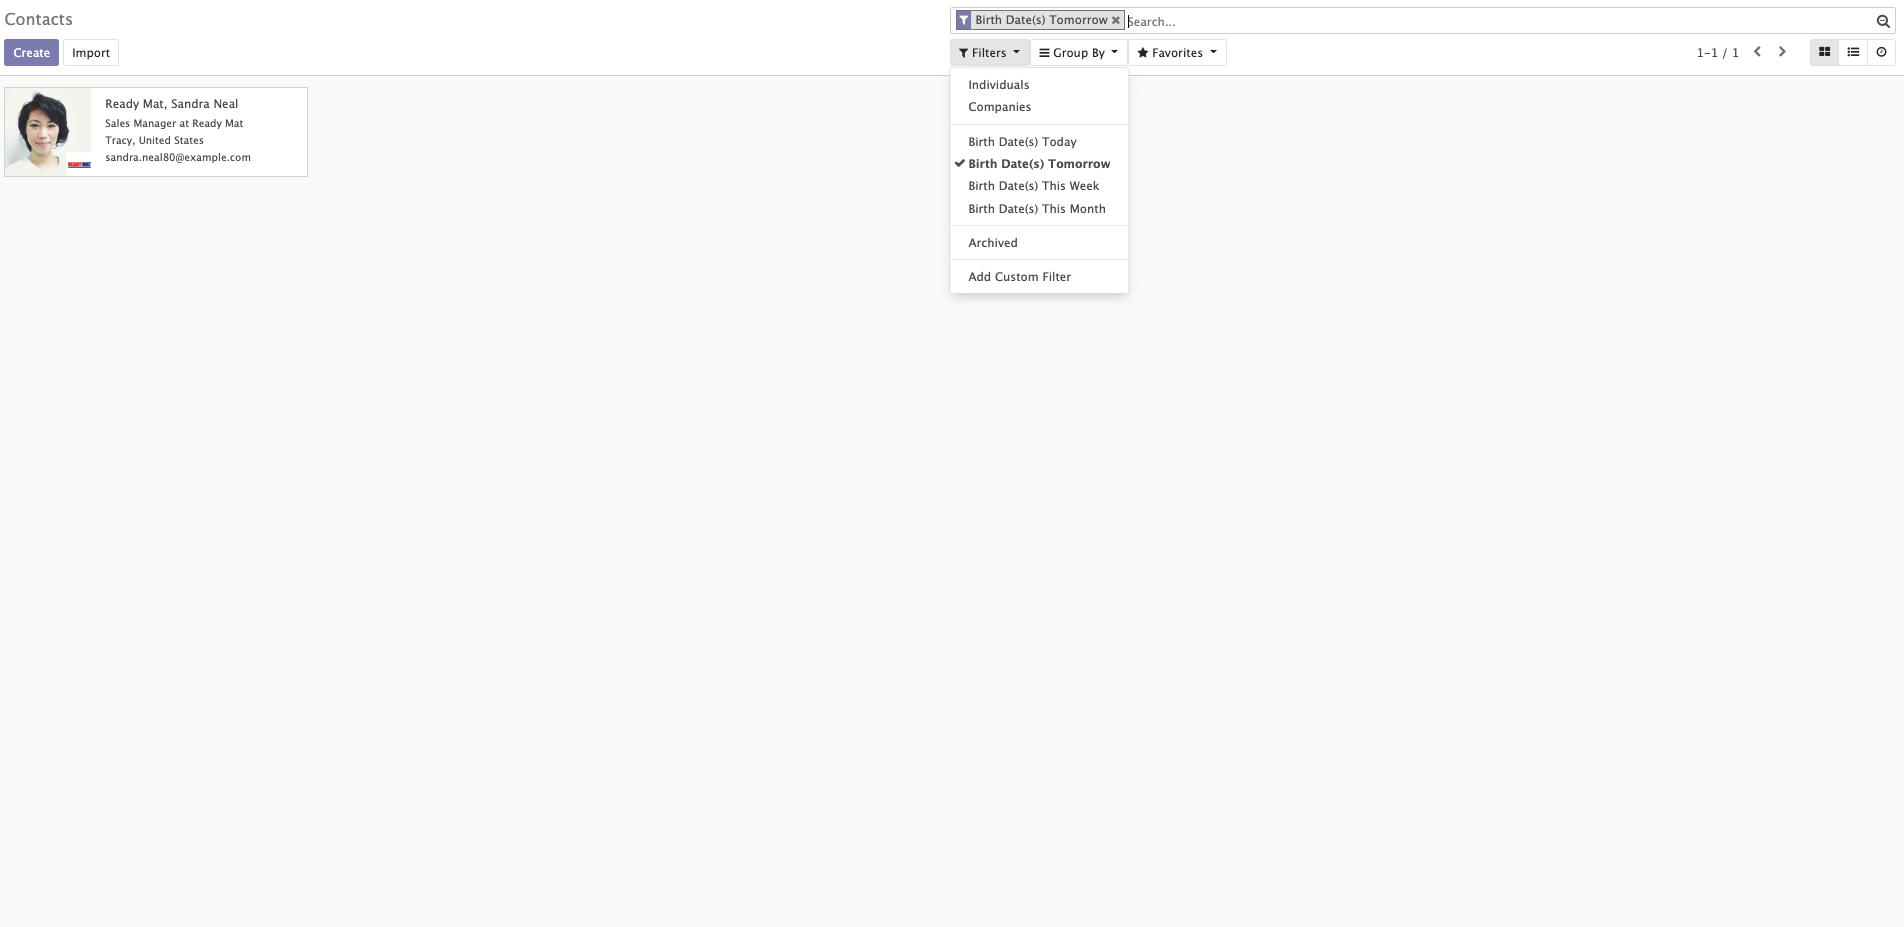 Contacts
Birth Date(s) Tomorrow
Search...
Create
Import
Filters
Group By
Favorites
1-1 / 1
Individuals
Companies
Birth Date(s) Today
Birth Date(s) Tomorrow
Birth Date(s) This Week
Birth Date(s) This Month
Archived
Add Custom Filter
Ready Mat, Sandra Neal
Sales Manager at Ready Mat
Tracy, United States
sandra.neal80@example.com
READY MAT